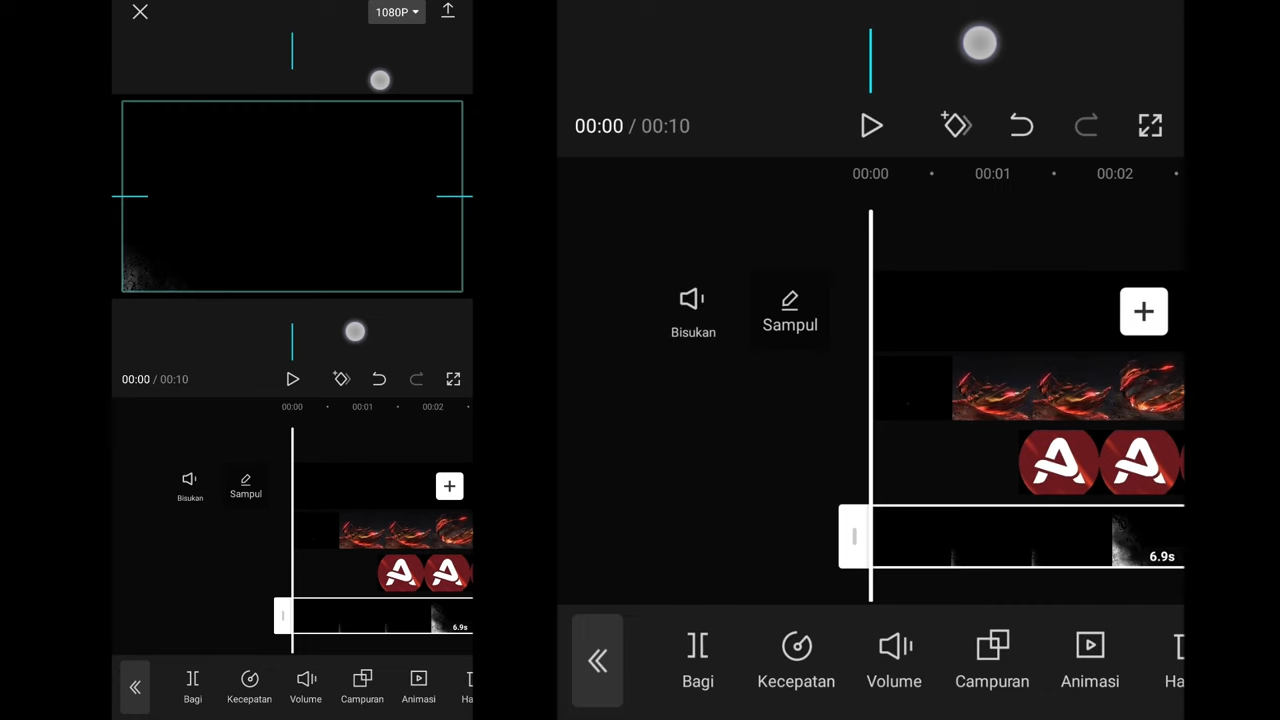 1080P
00:00 / 00:10
00:00 00:01 00:02
Bisukan
Sampul
6.9s
Bagi Kecepatan Volume Campuran Animasi Ha
00:00 / 00:10
00:00 00:01 00:02
Bisukan
Sampul
6.9s
Bagi Kecepatan Volume Campuran Animasi Ha